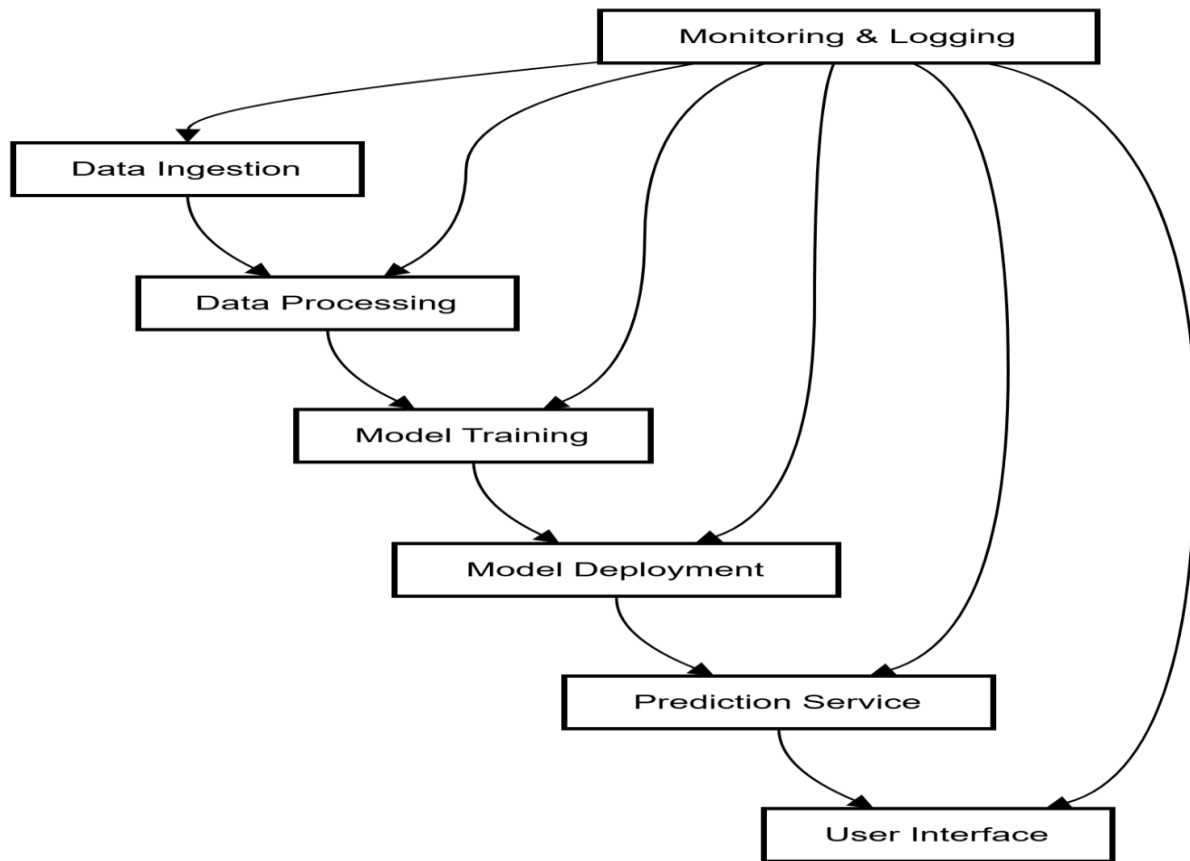 Monitoring & Logging
Data Ingestion
Data Processing
Model Training
Model Deployment
Prediction Service
User Interface